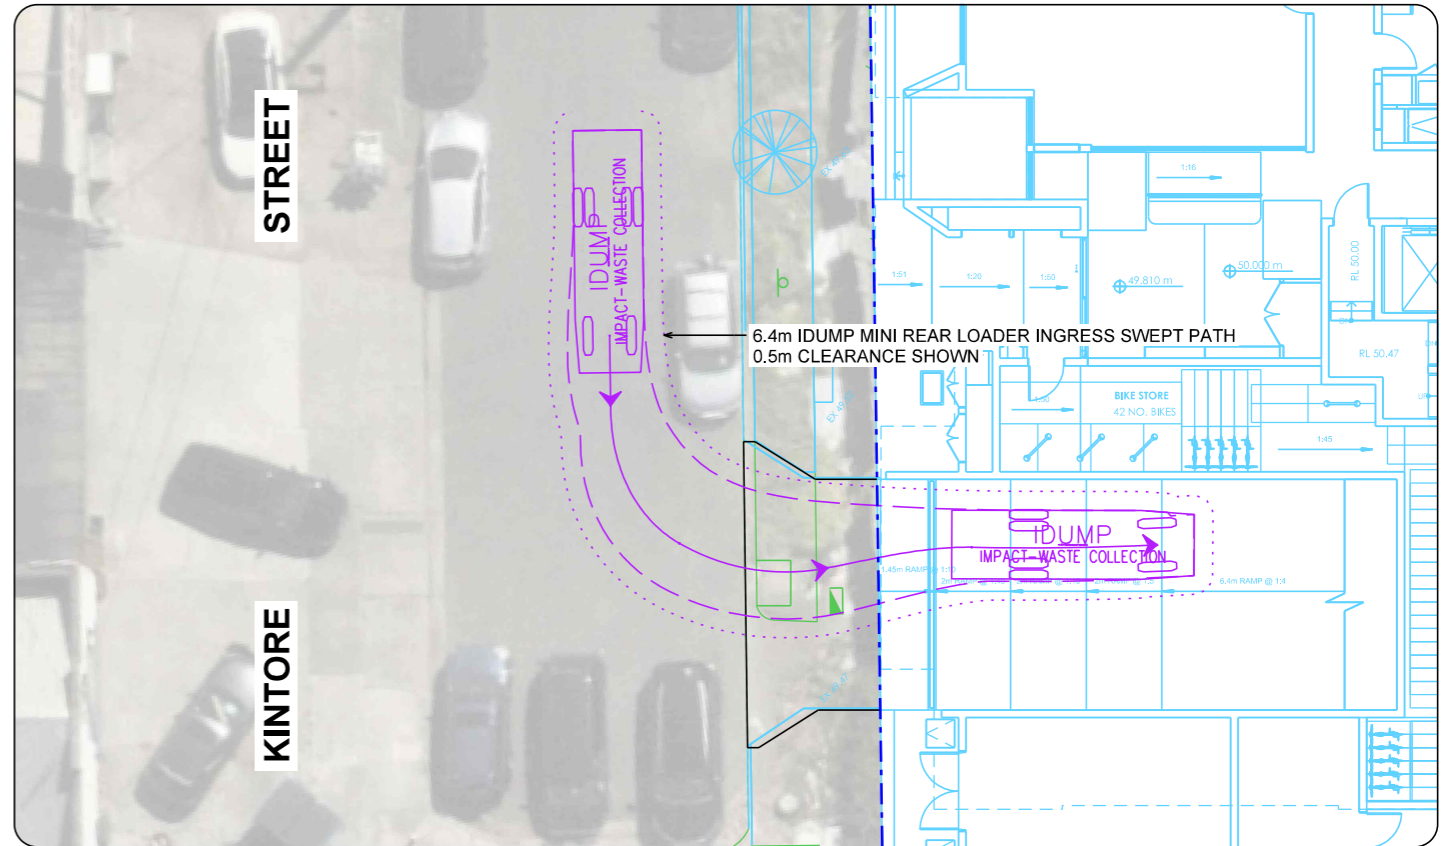 STREET
KINTORE
IDUMP
IMPACT-WASTE COLLECTION
6.4m IDUMP MINI REAR LOADER INGRESS SWEPT PATH
0.5m CLEARANCE SHOWN
1:16
1:51
1:20
1:50
49.810 m
50.000 m
RL 50.00
RL 50.47
BIKE STORE
42 NO. BIKES
1:45
IDUMP
IMPACT-WASTE COLLECTION
6.4m RAMP @ 1:4